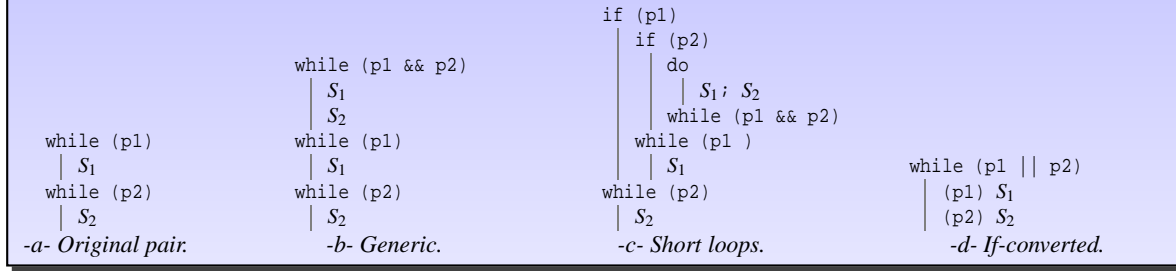 while (p1)
S1
while (p2)
S2
-a- Original pair.
while (p1 && p2)
S1
S2
while (p1)
S1
while (p2)
S2
-b- Generic.
if (p1)
if (p2)
do
S1; S2
while (p1 && p2)
while (p1 )
S1
while (p2)
S2
-c- Short loops.
while (p1 || p2)
(p1) S1
(p2) S2
-d- If-converted.